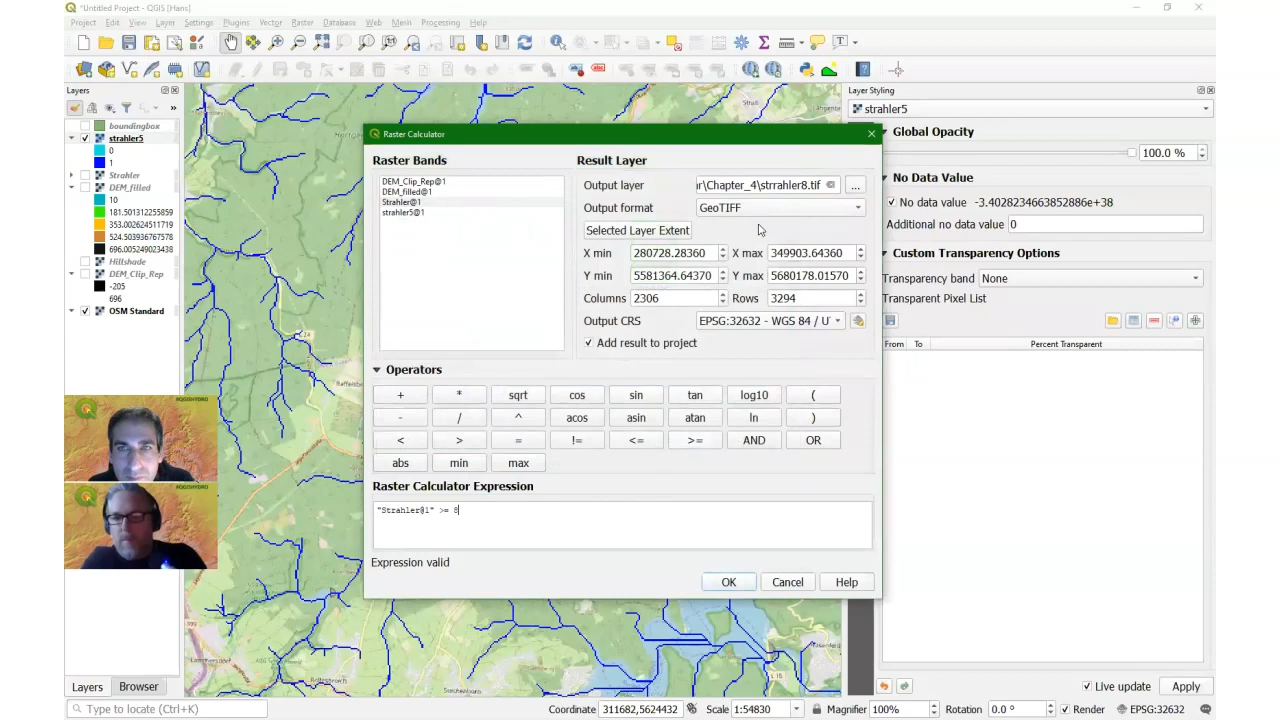 *Untitled Project - QGIS [Hans]
Project Edit View Layer Settings Plugins Vector Raster Database Web Mesh Processing Help
Layers
boundingbox
strahler5
0
1
Strahler
DEM_filled
10
181.501312255859
353.002624511719
524.503936767578
696.005249023438
Hillshade
DEM_Clip_Rep
-205
696
OSM Standard
#QGISHYDRO
#QGISHYDRO
Layers Browser
Raster Calculator
Raster Bands
DEM_Clip_Rep@1
DEM_filled@1
Strahler@1
strahler5@1
Result Layer
Output layer r\Chapter_4\strrahler8.tif ...
Output format GeoTIFF
Selected Layer Extent
X min 280728.28360 X max 349903.64360
Y min 5581364.64370 Y max 5680178.01570
Columns 2306 Rows 3294
Output CRS EPSG:32632 - WGS 84 / U
Add result to project
Operators
+ * sqrt cos sin tan log10 (
- / ^ acos asin atan ln )
< > = != <= >= AND OR
abs min max
Raster Calculator Expression
"Strahler@1" >= 8
Expression valid
OK Cancel Help
Layer Styling
strahler5
Global Opacity
100.0 %
No Data Value
No data value -3.4028234663852886e+38
Additional no data value 0
Custom Transparency Options
Transparency band None
Transparent Pixel List
From To Percent Transparent
Live update Apply
Type to locate (Ctrl+K) Coordinate 311682,5624432 Scale 1:54830 Magnifier 100% Rotation 0.0 ° Render EPSG:32632